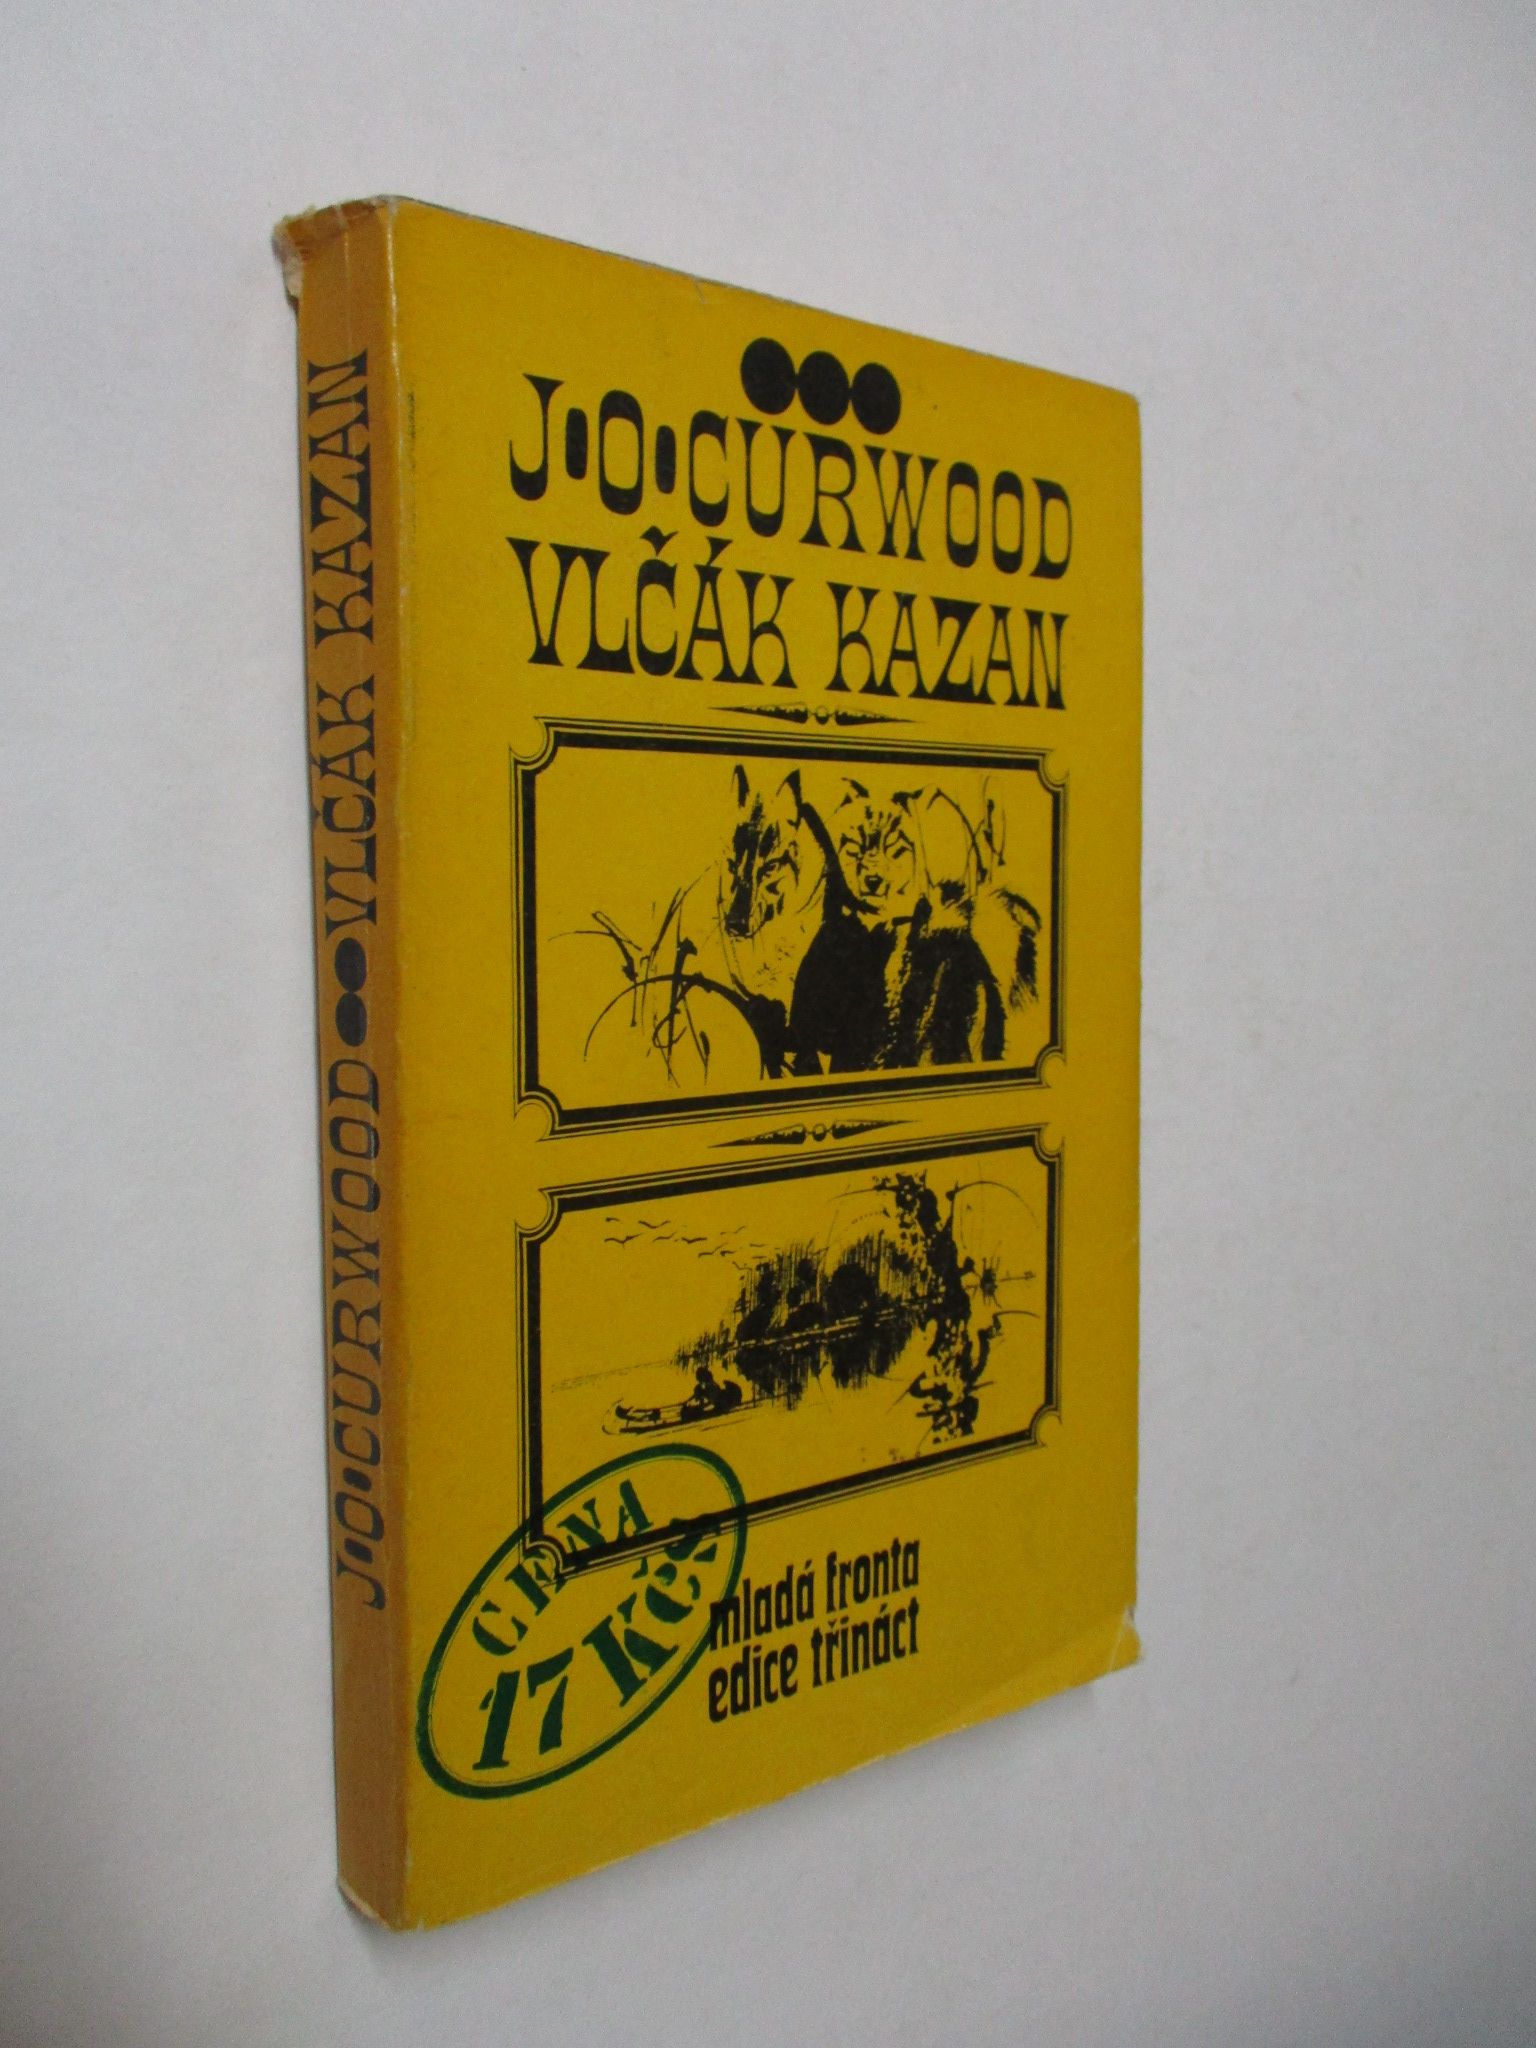 J·O·CURWOOD
VLČÁK KAZAN
CENA
17 Kčs
mladá fronta
edice třináct
J·O·CURWOOD VLČÁK KAZAN